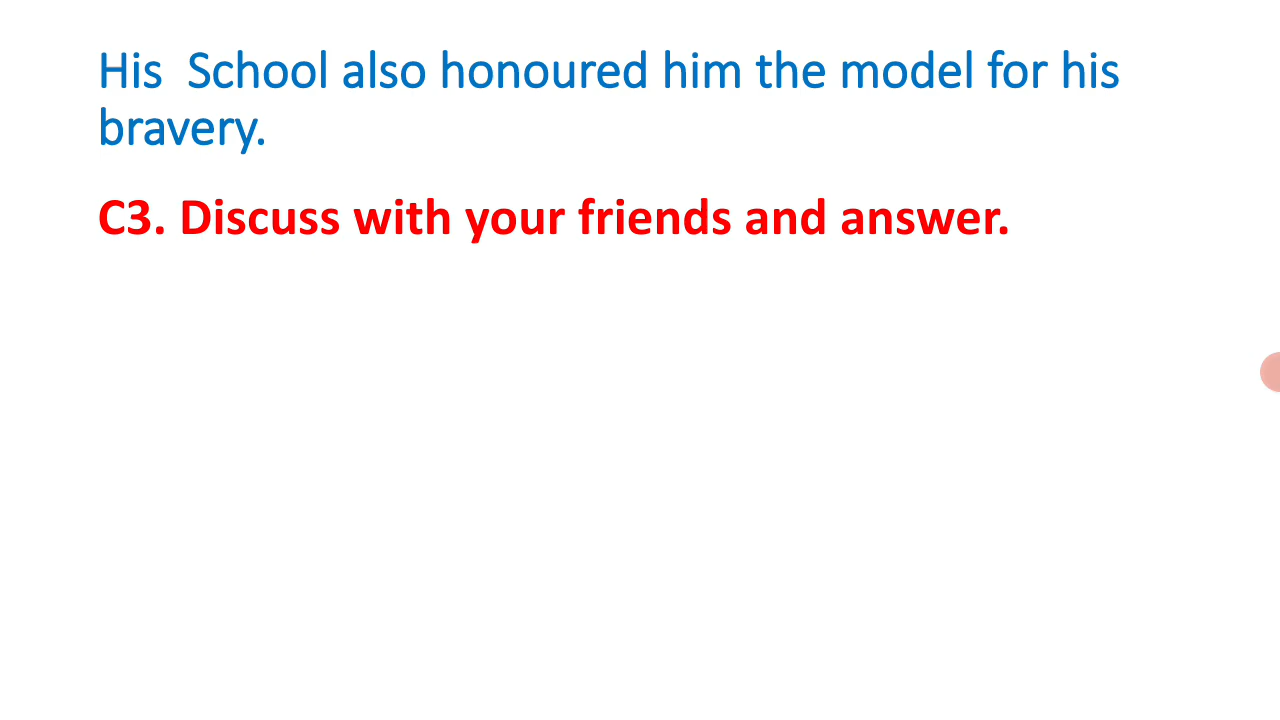 His  School also honoured him the model for his
bravery.
C3. Discuss with your friends and answer.